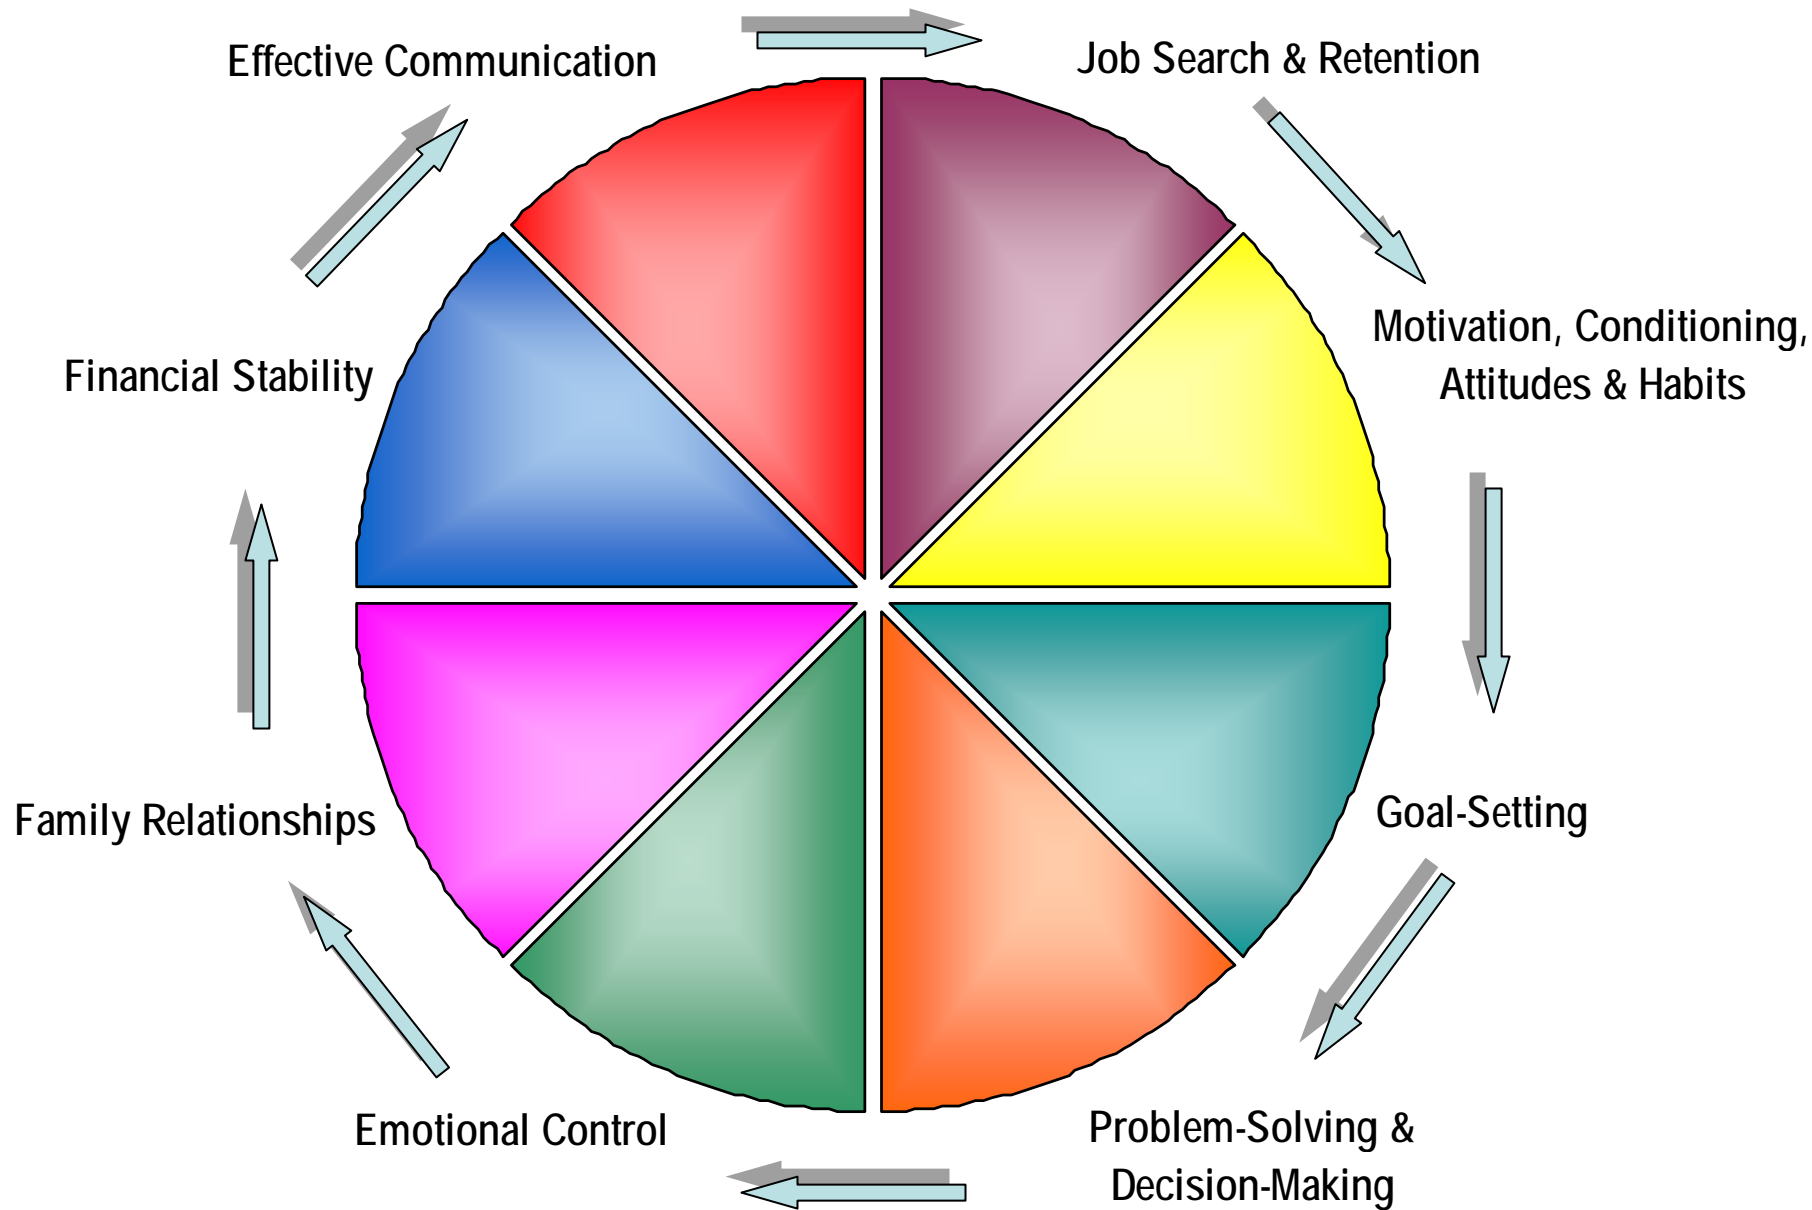 Effective Communication
Job Search & Retention
Motivation, Conditioning,
Attitudes & Habits
Financial Stability
Goal-Setting
Family Relationships
Problem-Solving &
Decision-Making
Emotional Control